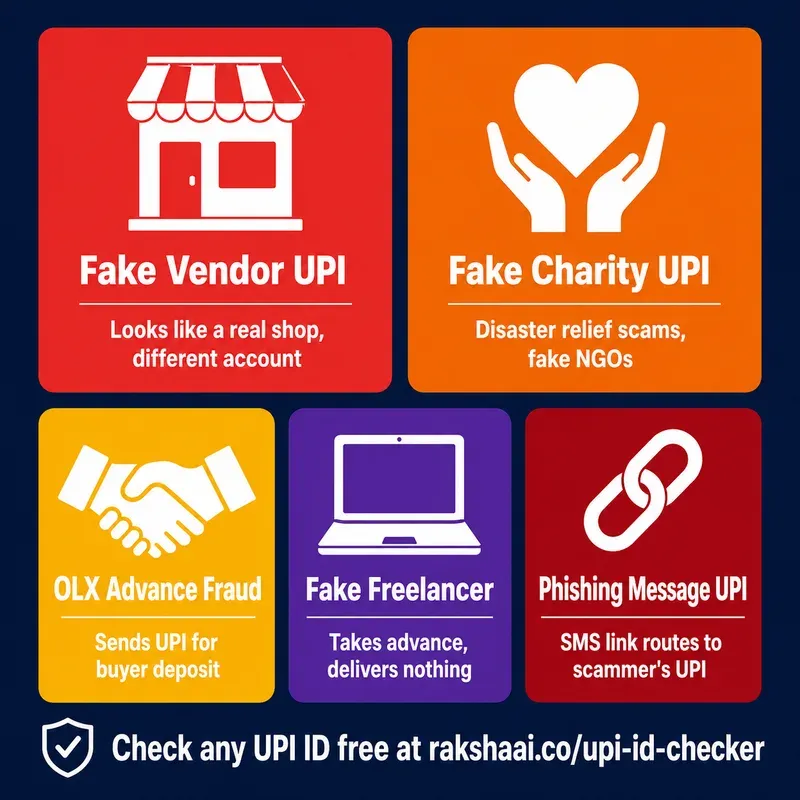 Fake Vendor UPI
Looks like a real shop,
different account
Fake Charity UPI
Disaster relief scams,
fake NGOs
OLX Advance Fraud
Sends UPI for
buyer deposit
Fake Freelancer
Takes advance,
delivers nothing
Phishing Message UPI
SMS link routes to
scammer's UPI
Check any UPI ID free at rakshaai.co/upi-id-checker